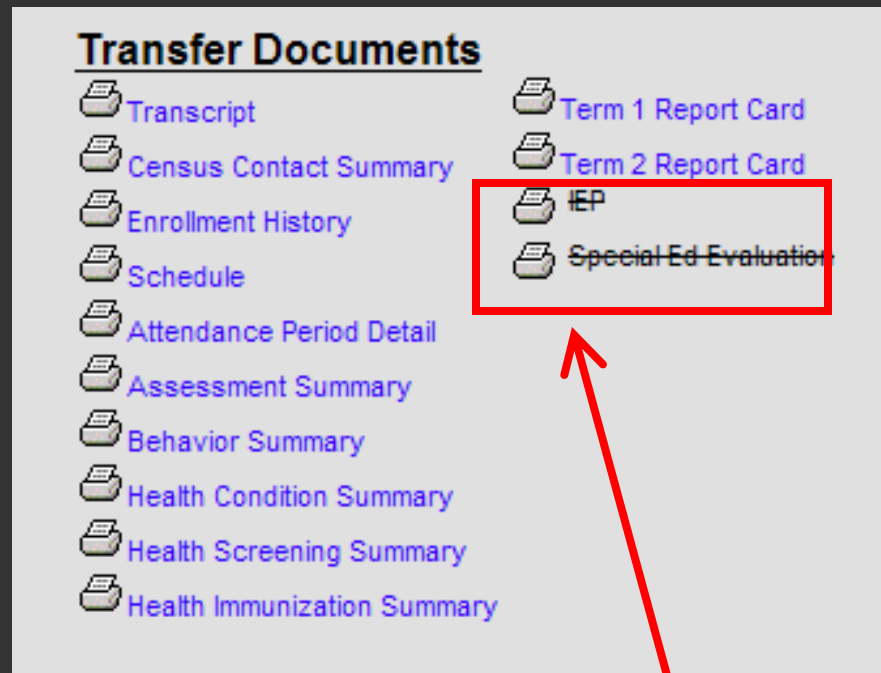 Transfer Documents
Transcript
Census Contact Summary
Enrollment History
Schedule
Attendance Period Detail
Assessment Summary
Behavior Summary
Health Condition Summary
Health Screening Summary
Health Immunization Summary
Term 1 Report Card
Term 2 Report Card
IEP
Special Ed Evaluation